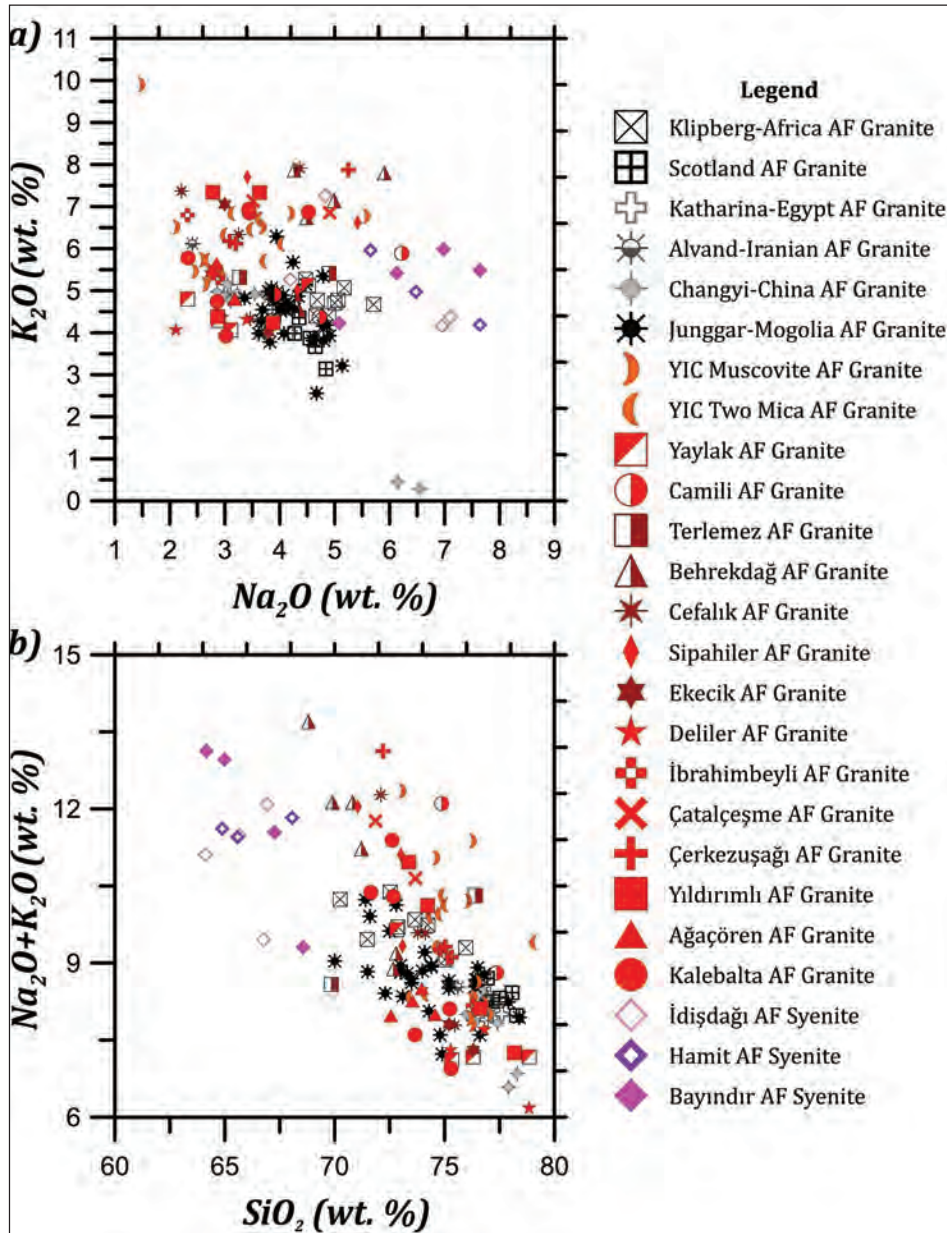 a)
11
10
9
8
7
6
5
4
3
2
1
0
K₂O (wt. %)
1 2 3 4 5 6 7 8 9
Na₂O (wt. %)
b)
15
12
9
6
Na₂O+K₂O (wt. %)
60 65 70 75 80
SiO₂ (wt. %)
Legend
Klipberg-Africa AF Granite
Scotland AF Granite
Katharina-Egypt AF Granite
Alvand-Iranian AF Granite
Changyi-China AF Granite
Junggar-Mogolia AF Granite
YIC Muscovite AF Granite
YIC Two Mica AF Granite
Yaylak AF Granite
Camili AF Granite
Terlemez AF Granite
Behrekdağ AF Granite
Cefalık AF Granite
Sipahiler AF Granite
Ekecik AF Granite
Deliler AF Granite
İbrahimbeyli AF Granite
Çatalçeşme AF Granite
Çerkezuşağı AF Granite
Yıldırımlı AF Granite
Ağaçören AF Granite
Kalebalta AF Granite
İdişdağı AF Syenite
Hamit AF Syenite
Bayındır AF Syenite